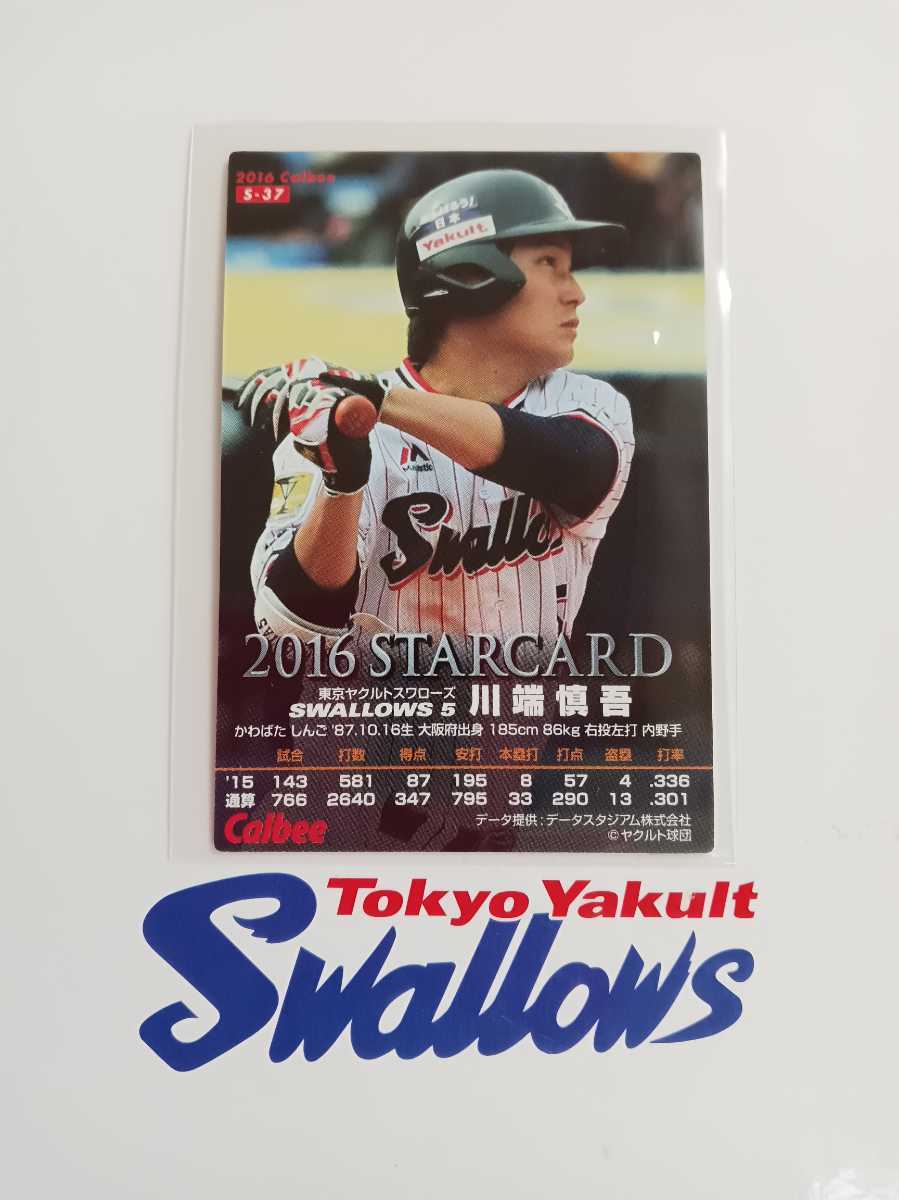 2016 Calbee
S-37
日本
Yakult
Swallo
2016 STARCARD
東京ヤクルトスワローズ
SWALLOWS 5 川端慎吾
かわばた しんご '87.10.16生 大阪府出身 185cm 86kg 右投左打 内野手
試合 打数 得点 安打 本塁打 打点 盗塁 打率
'15 143 581 87 195 8 57 4 .336
通算 766 2640 347 795 33 290 13 .301
Calbee
データ提供:データスタジアム株式会社
©ヤクルト球団
Tokyo Yakult
Swallows